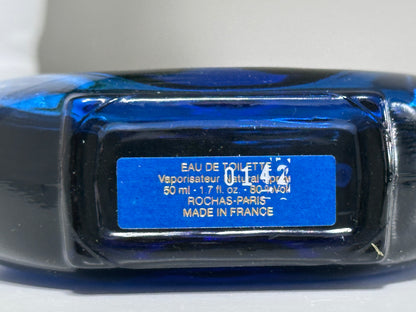 EAU DE TOILETTE
0142
Vaporisateur Natural Spray
50 ml - 1.7 fl. oz. - 80 %Vol
ROCHAS-PARIS
MADE IN FRANCE